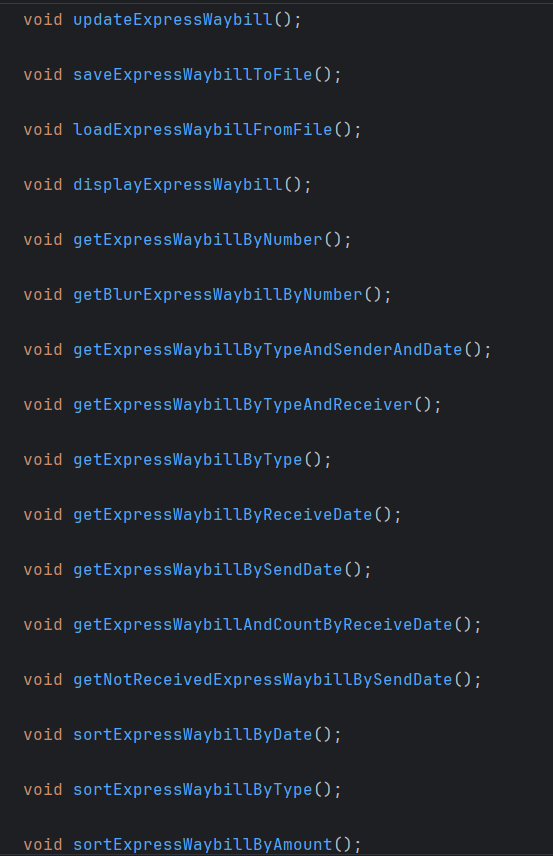 void updateExpressWaybill();
void saveExpressWaybillToFile();
void loadExpressWaybillFromFile();
void displayExpressWaybill();
void getExpressWaybillByNumber();
void getBlurExpressWaybillByNumber();
void getExpressWaybillByTypeAndSenderAndDate();
void getExpressWaybillByTypeAndReceiver();
void getExpressWaybillByType();
void getExpressWaybillByReceiveDate();
void getExpressWaybillBySendDate();
void getExpressWaybillAndCountByReceiveDate();
void getNotReceivedExpressWaybillBySendDate();
void sortExpressWaybillByDate();
void sortExpressWaybillByType();
void sortExpressWaybillByAmount();